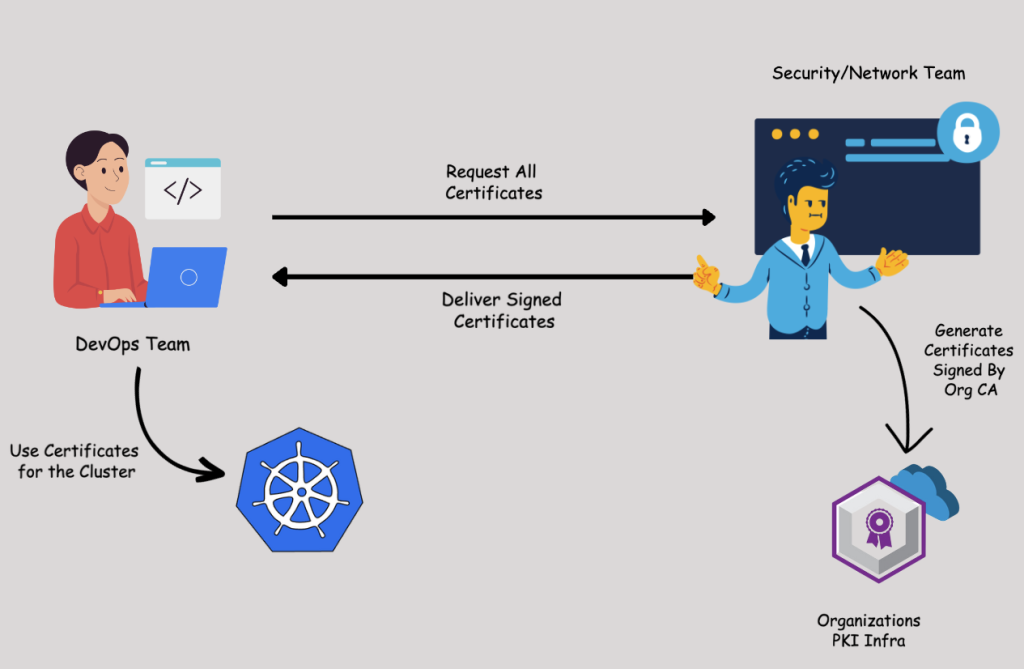 Security/Network Team
Request All
Certificates
</>
Deliver Signed
Certificates
DevOps Team
Generate
Certificates
Signed By
Org CA
Use Certificates
for the Cluster
Organizations
PKI Infra